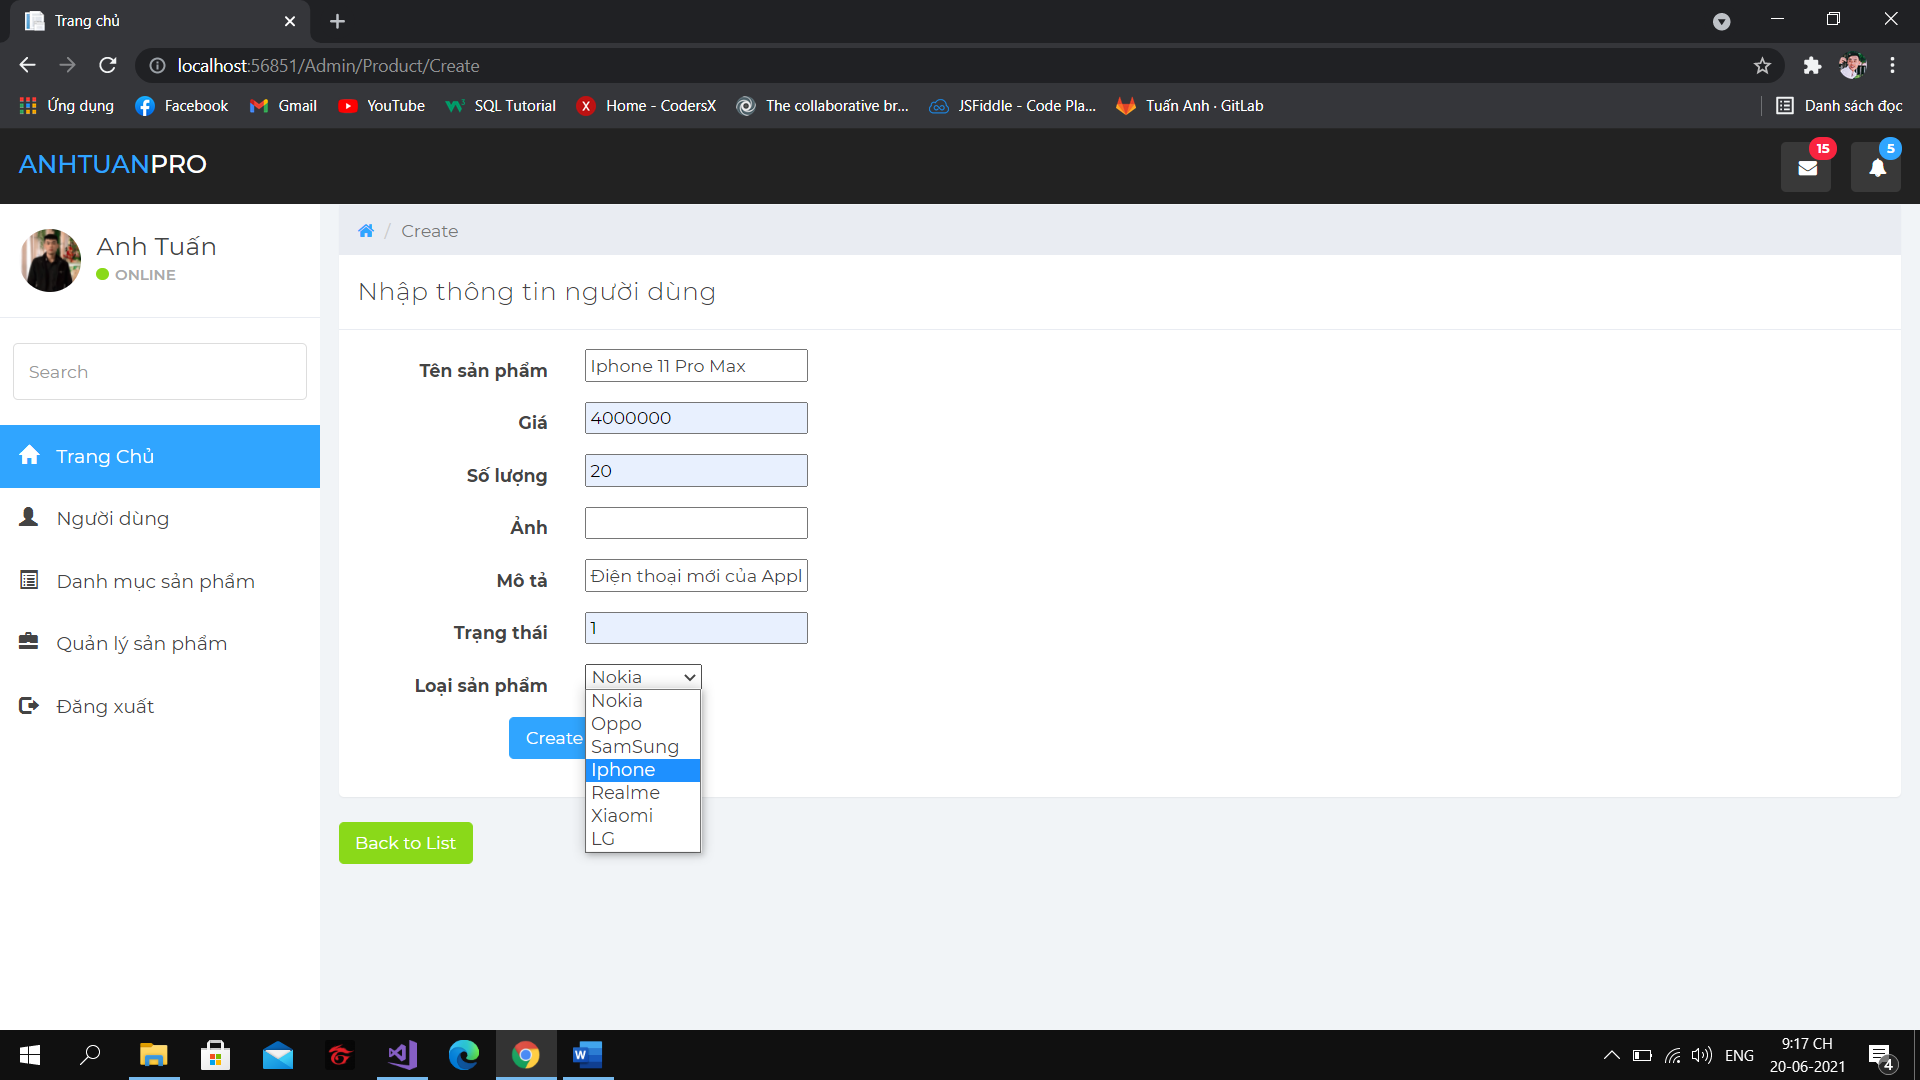 Trang chủ
localhost:56851/Admin/Product/Create
Ứng dụng
Facebook
Gmail
YouTube
SQL Tutorial
Home - CodersX
The collaborative br...
JSFiddle - Code Pla...
Tuấn Anh · GitLab
Danh sách đọc
ANHTUANPRO
15
5
Anh Tuấn
ONLINE
Search
Trang Chủ
Người dùng
Danh mục sản phẩm
Quản lý sản phẩm
Đăng xuất
/ Create
Nhập thông tin người dùng
Tên sản phẩm
Iphone 11 Pro Max
Giá
4000000
Số lượng
20
Ảnh
Mô tả
Điện thoại mới của Appl
Trạng thái
1
Loại sản phẩm
Nokia
Nokia
Oppo
SamSung
Iphone
Realme
Xiaomi
LG
Create
Back to List
ENG
9:17 CH
20-06-2021
4